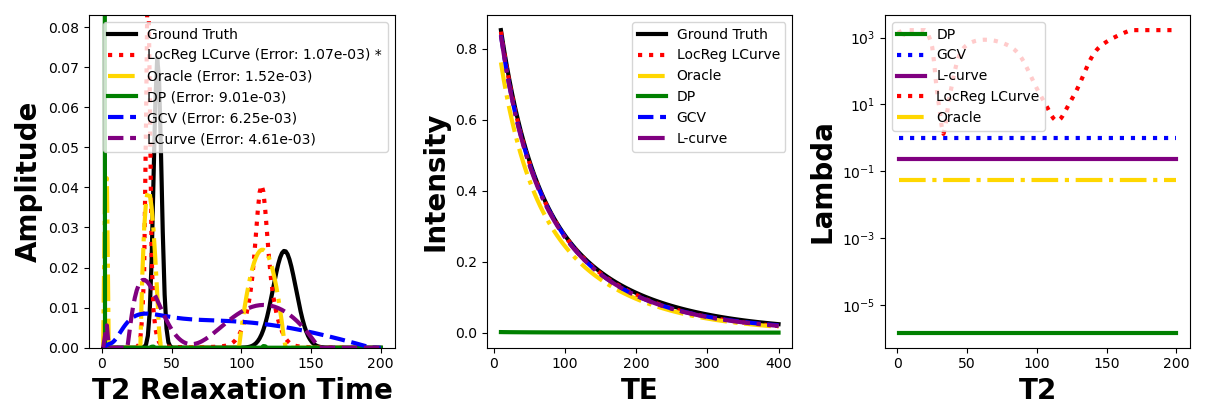 Amplitude
0.08
0.07
0.06
0.05
0.04
0.03
0.02
0.01
0.00
Ground Truth
LocReg LCurve (Error: 1.07e-03) *
Oracle (Error: 1.52e-03)
DP (Error: 9.01e-03)
GCV (Error: 6.25e-03)
LCurve (Error: 4.61e-03)
0 50 100 150 200
T2 Relaxation Time
Intensity
0.8
0.6
0.4
0.2
0.0
Ground Truth
LocReg LCurve
Oracle
DP
GCV
L-curve
0 100 200 300 400
TE
Lambda
10³
10¹
10⁻¹
10⁻³
10⁻⁵
DP
GCV
L-curve
LocReg LCurve
Oracle
0 50 100 150 200
T2